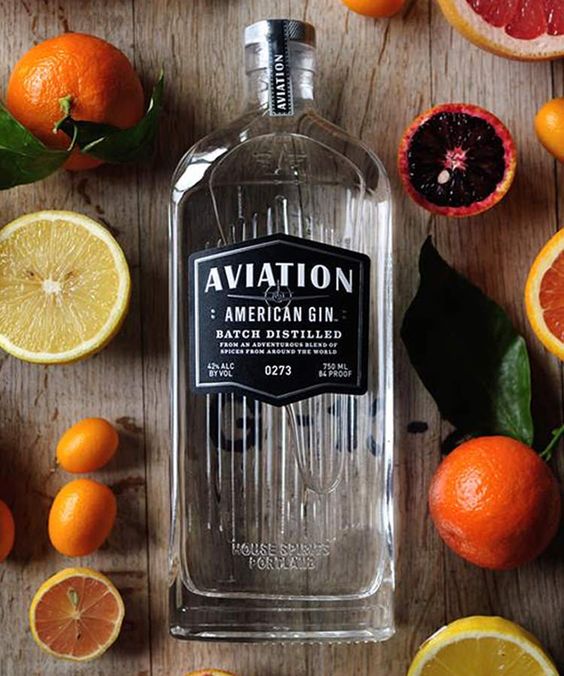 AVIATION
AVIATION
AMERICAN GIN
BATCH DISTILLED
FROM AN ADVENTUROUS BLEND OF
SPICES FROM AROUND THE WORLD
42% ALC
BY VOL
0273
750 ML
84 PROOF
HOUSE SPIRITS
PORTLAND